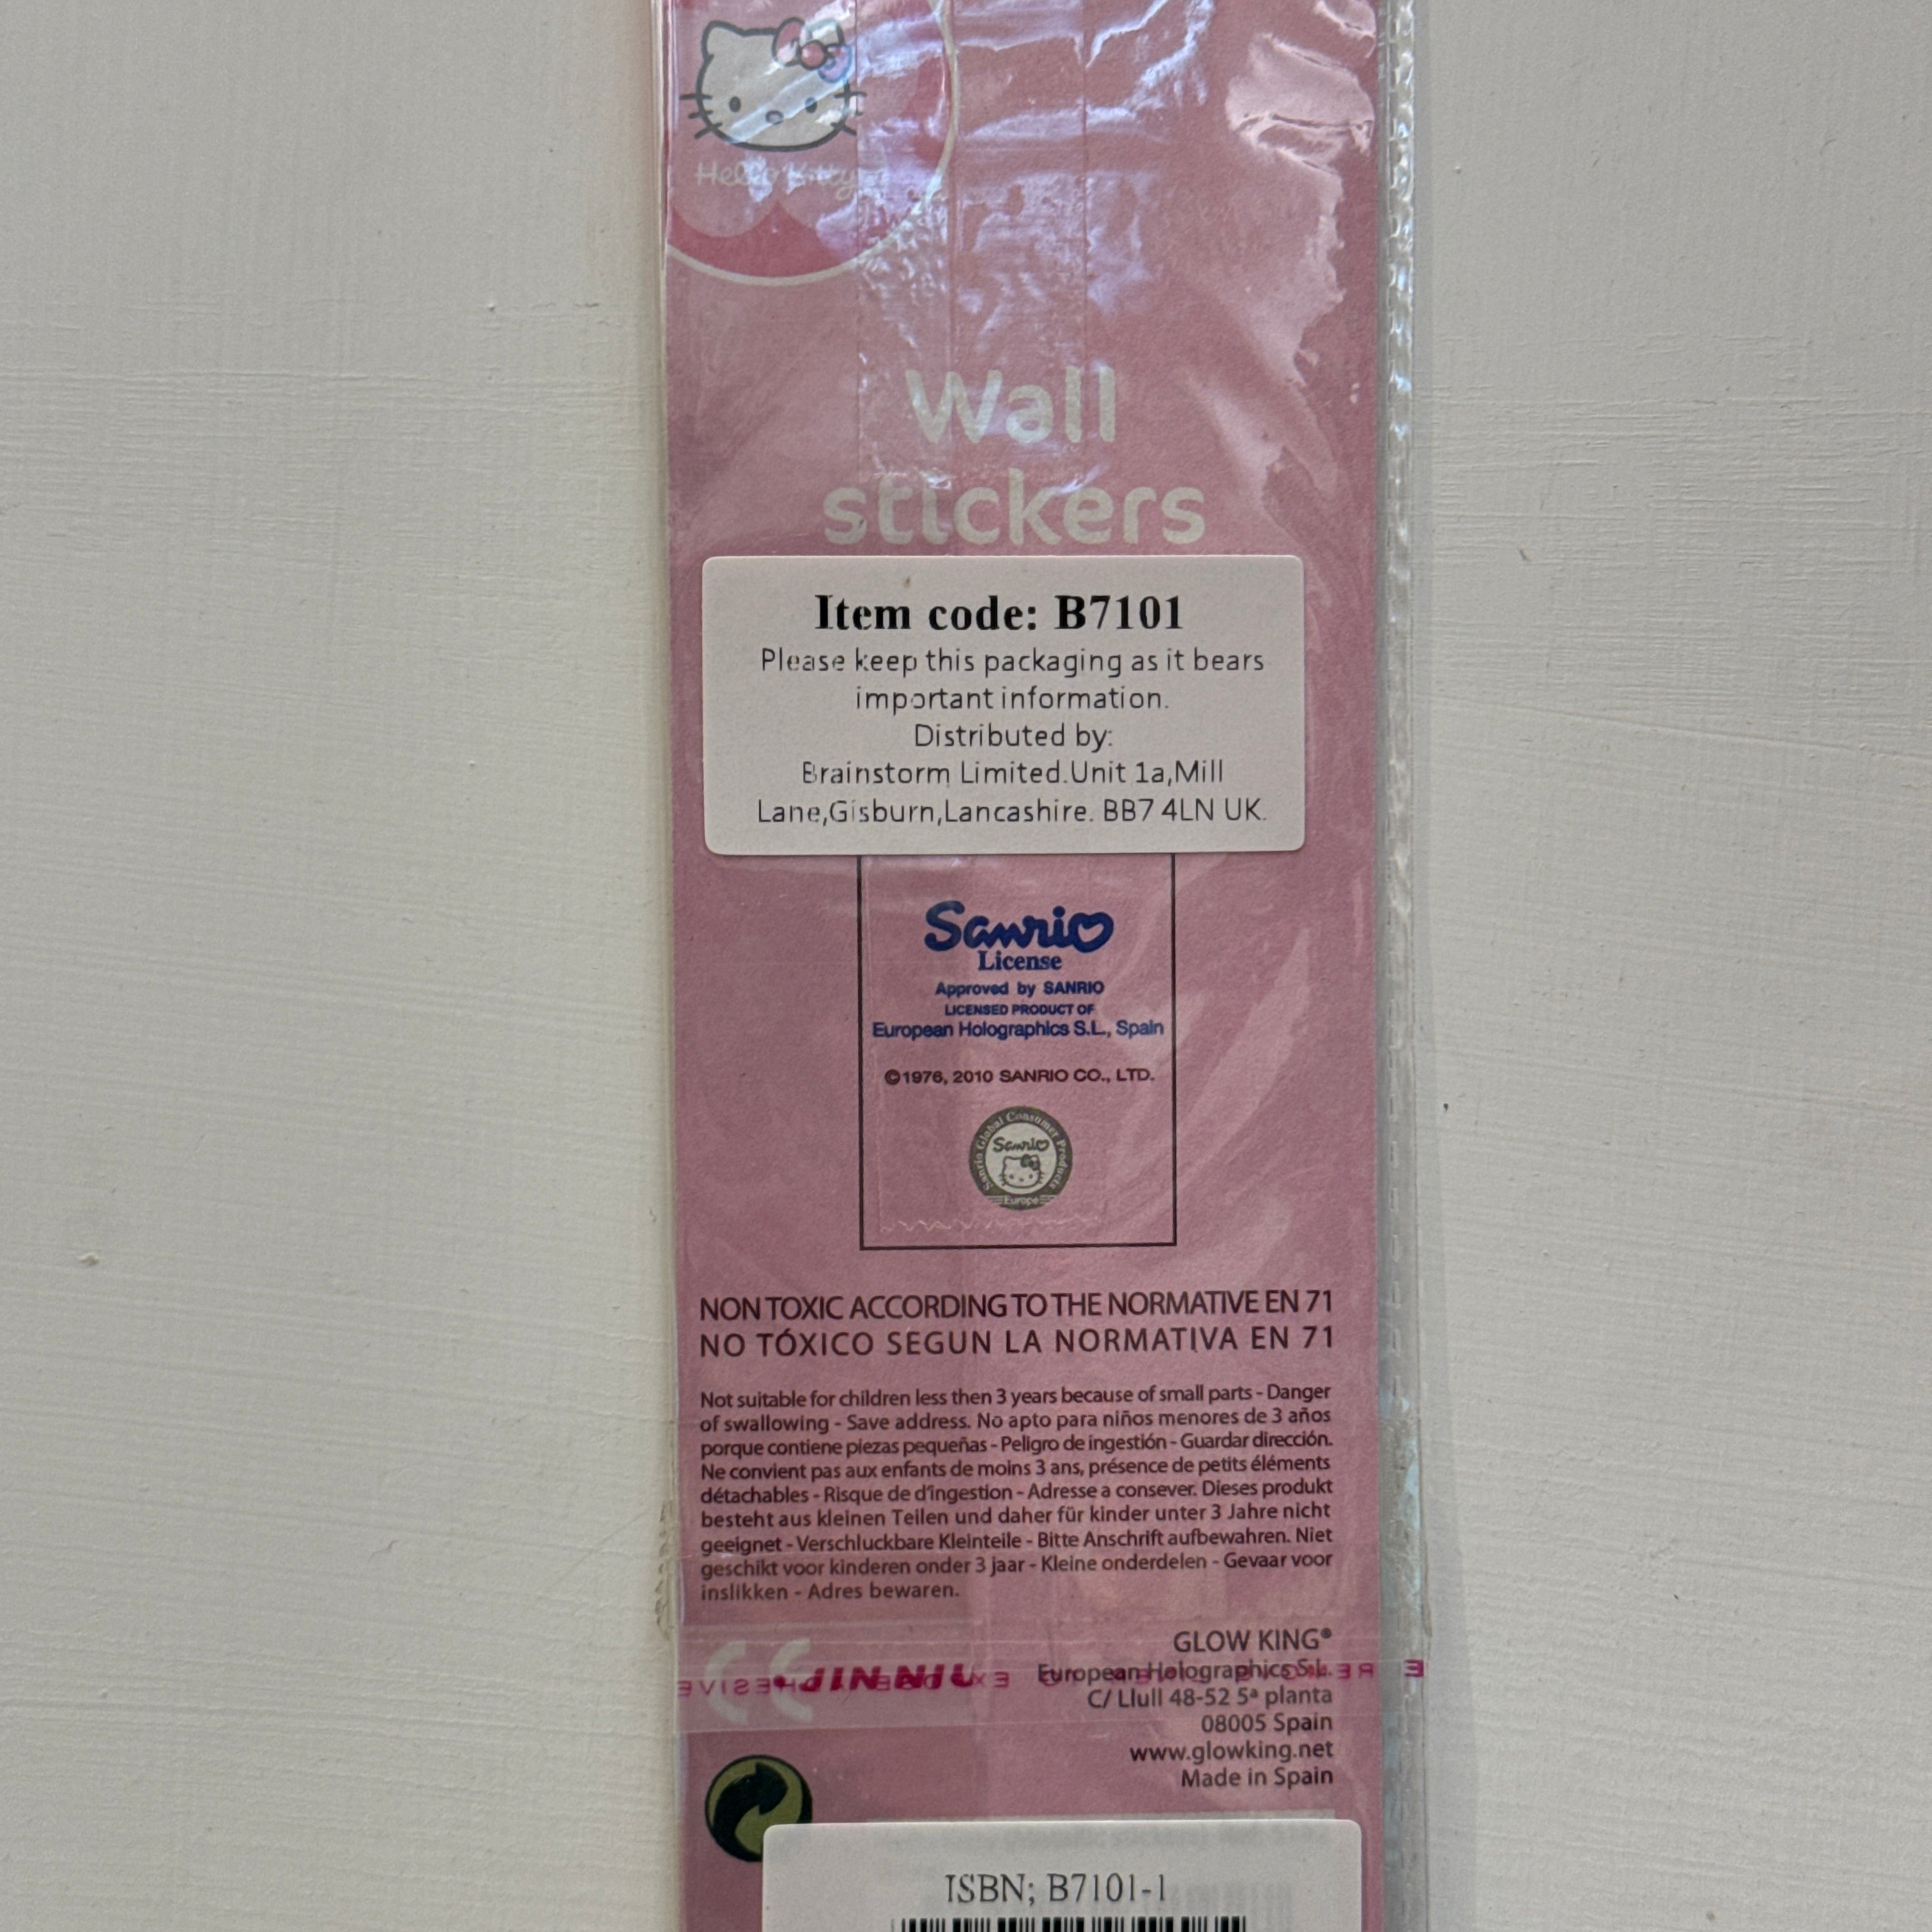 Hello Kitty
Wall
stickers
Item code: B7101
Please keep this packaging as it bears
important information.
Distributed by:
Brainstorm Limited.Unit 1a,Mill
Lane,Gisburn,Lancashire. BB7 4LN UK.
Sanrio
License
Approved by SANRIO
LICENSED PRODUCT OF
European Holographics S.L., Spain
©1976, 2010 SANRIO CO., LTD.
Sanrio Global Consumer Products
Sanrio
Europe
NON TOXIC ACCORDING TO THE NORMATIVE EN 71
NO TÓXICO SEGUN LA NORMATIVA EN 71
Not suitable for children less then 3 years because of small parts - Danger
of swallowing - Save address. No apto para niños menores de 3 años
porque contiene piezas pequeñas - Peligro de ingestión - Guardar dirección.
Ne convient pas aux enfants de moins 3 ans, présence de petits éléments
détachables - Risque de d'ingestion - Adresse a consever. Dieses produkt
besteht aus kleinen Teilen und daher für kinder unter 3 Jahre nicht
geeignet - Verschluckbare Kleinteile - Bitte Anschrift aufbewahren. Niet
geschikt voor kinderen onder 3 jaar - Kleine onderdelen - Gevaar voor
inslikken - Adres bewaren.
CE
GLOW KING®
European Holographics S.L.
C/ Llull 48-52 5ª planta
08005 Spain
www.glowking.net
Made in Spain
ISBN; B7101-1